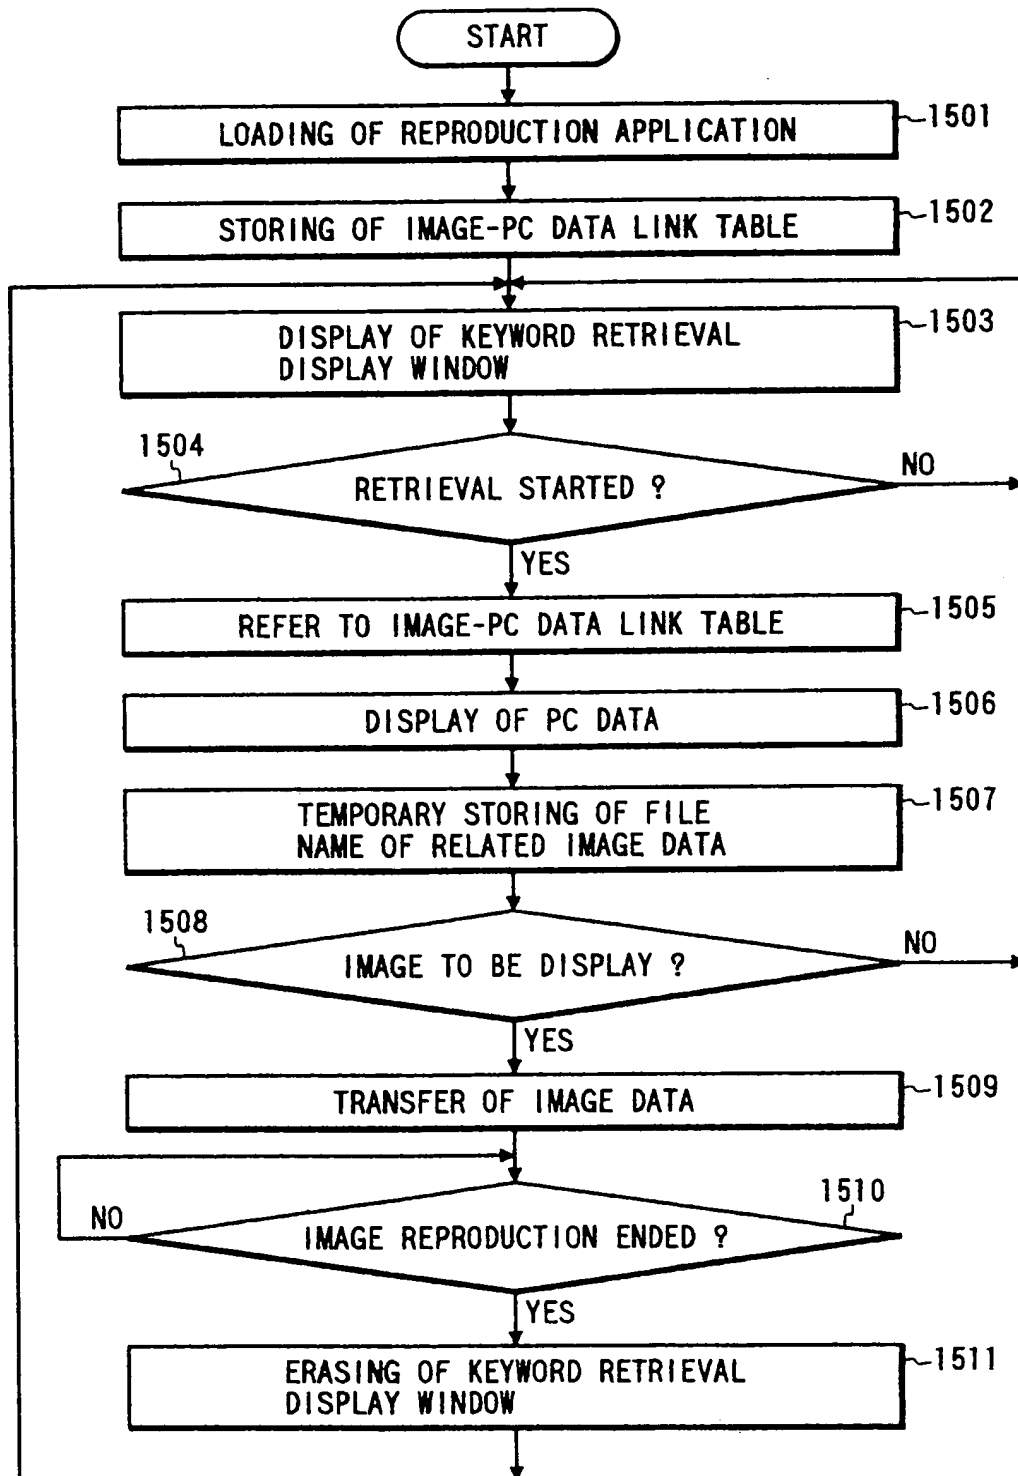 START
LOADING OF REPRODUCTION APPLICATION
1501
STORING OF IMAGE-PC DATA LINK TABLE
1502
DISPLAY OF KEYWORD RETRIEVAL
DISPLAY WINDOW
1503
1504
RETRIEVAL STARTED ?
NO
YES
REFER TO IMAGE-PC DATA LINK TABLE
1505
DISPLAY OF PC DATA
1506
TEMPORARY STORING OF FILE
NAME OF RELATED IMAGE DATA
1507
1508
IMAGE TO BE DISPLAY ?
NO
YES
TRANSFER OF IMAGE DATA
1509
NO
IMAGE REPRODUCTION ENDED ?
1510
YES
ERASING OF KEYWORD RETRIEVAL
DISPLAY WINDOW
1511